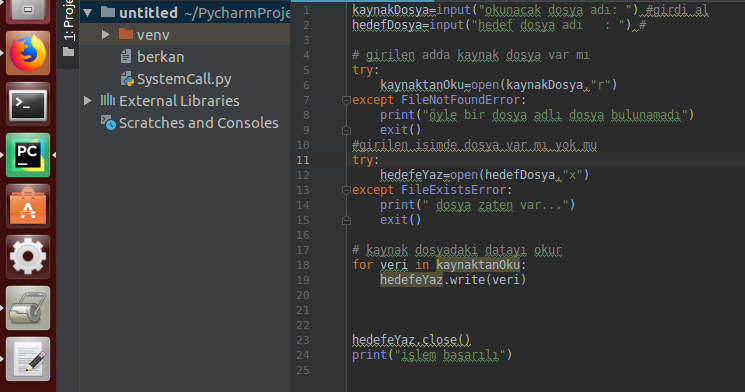 1: Proje
untitled ~/PycharmProje
venv
berkan
SystemCall.py
External Libraries
Scratches and Consoles
PC
1 kaynakDosya=input("okunacak dosya adı: ") #girdi al
2 hedefDosya=input("hedef dosya adı   : ") #
3
4 # girilen adda kaynak dosya var mı
5 try:
6     kaynaktanOku=open(kaynakDosya,"r")
7 except FileNotFoundError:
8     print("öyle bir dosya adlı dosya bulunamadı")
9     exit()
10 #girilen isimde dosya var mı yok mu
11 try:
12     hedefeYaz=open(hedefDosya,"x")
13 except FileExistsError:
14     print(" dosya zaten var...")
15     exit()
16
17 # kaynak dosyadaki datayı okur
18 for veri in kaynaktanOku:
19     hedefeYaz.write(veri)
20
21
22
23 hedefeYaz.close()
24 print("işlem başarılı")
25